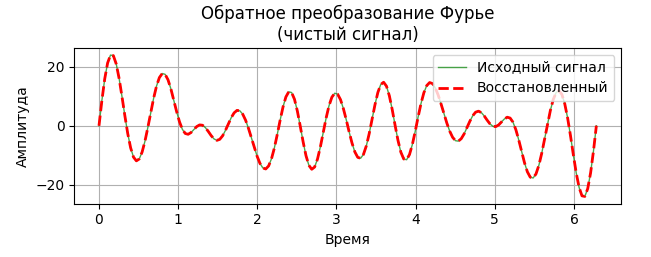 Обратное преобразование Фурье
(чистый сигнал)
Исходный сигнал
Восстановленный
Амплитуда
20
0
−20
0 1 2 3 4 5 6
Время